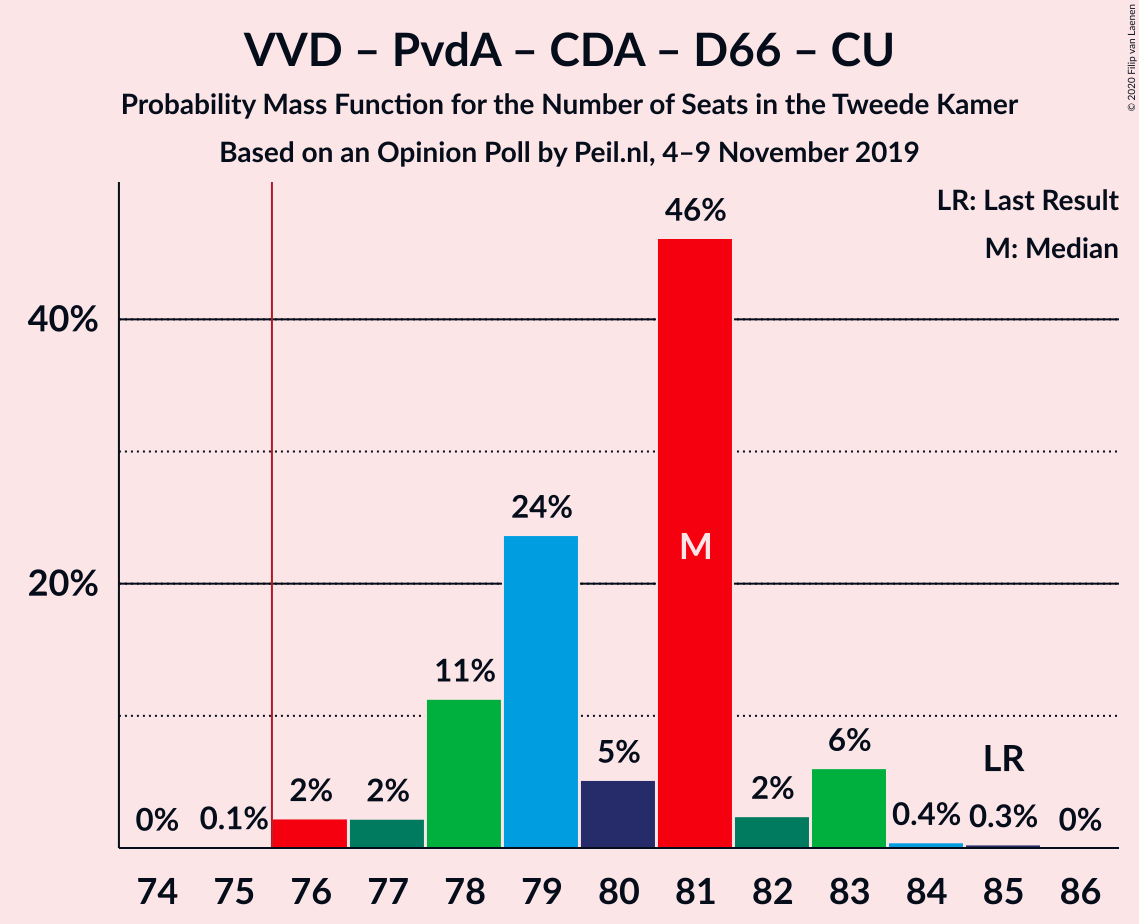 VVD – PvdA – CDA – D66 – CU
Probability Mass Function for the Number of Seats in the Tweede Kamer
Based on an Opinion Poll by Peil.nl, 4–9 November 2019
© 2020 Filip van Laenen
LR: Last Result
M: Median
40%
20%
0%
0.1%
2%
2%
11%
24%
5%
46%
M
2%
6%
0.4%
LR
0.3%
0%
74 75 76 77 78 79 80 81 82 83 84 85 86